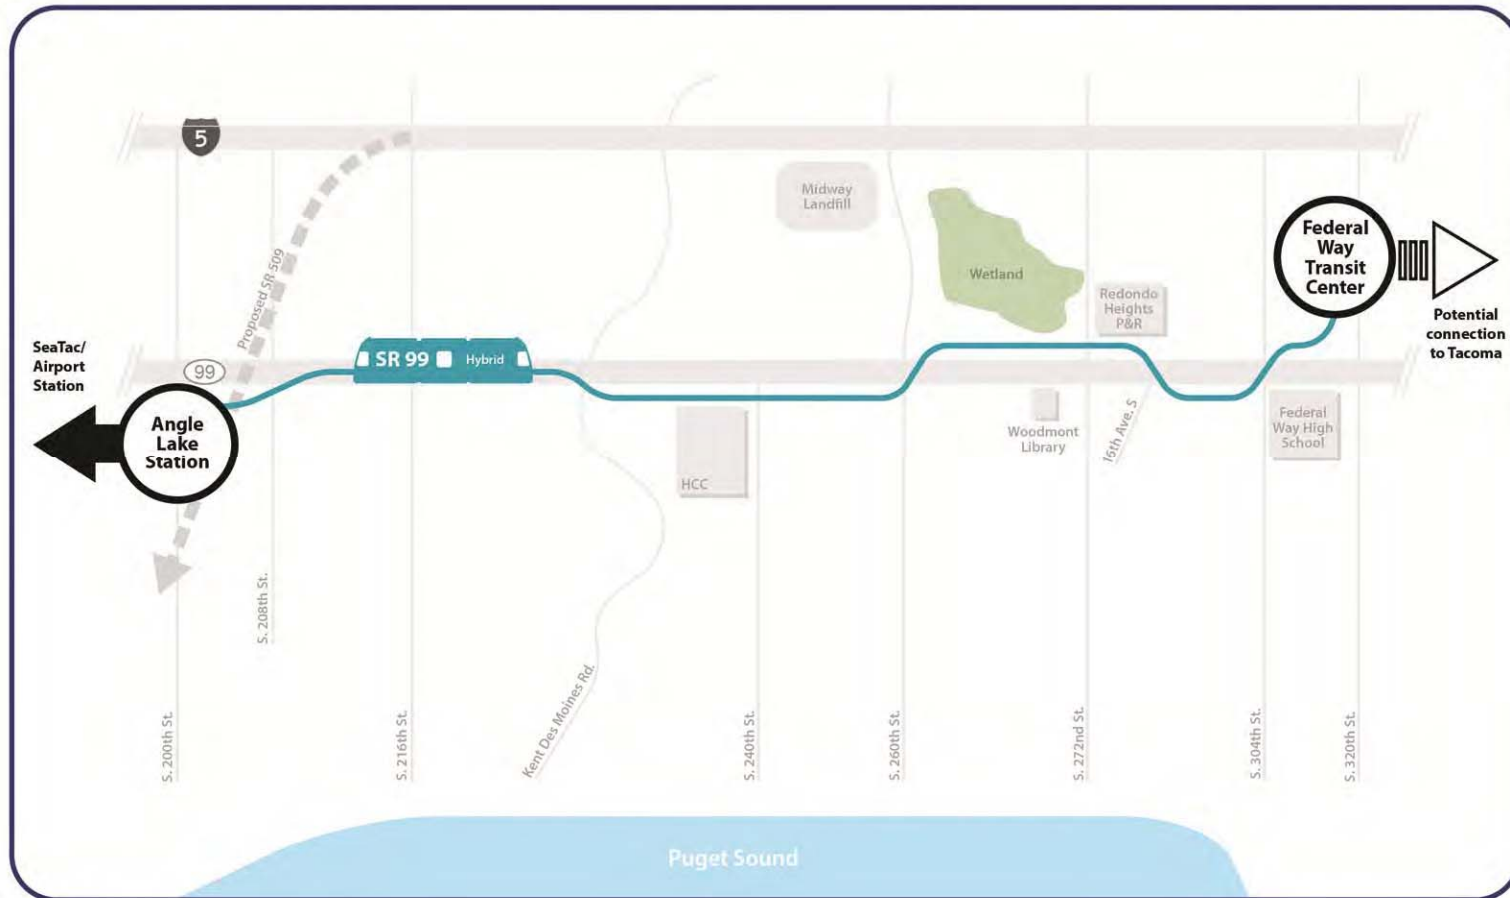 5
Midway
Landfill
Proposed SR 509
Wetland
Federal
Way
Transit
Center
Redondo
Heights
P&R
Potential
connection
to Tacoma
SeaTac/
Airport
Station
99
SR 99
Hybrid
Angle
Lake
Station
HCC
Woodmont
Library
16th Ave. S
Federal
Way High
School
S. 200th St.
S. 208th St.
S. 216th St.
Kent Des Moines Rd.
S. 240th St.
S. 260th St.
S. 272nd St.
S. 304th St.
S. 320th St.
Puget Sound